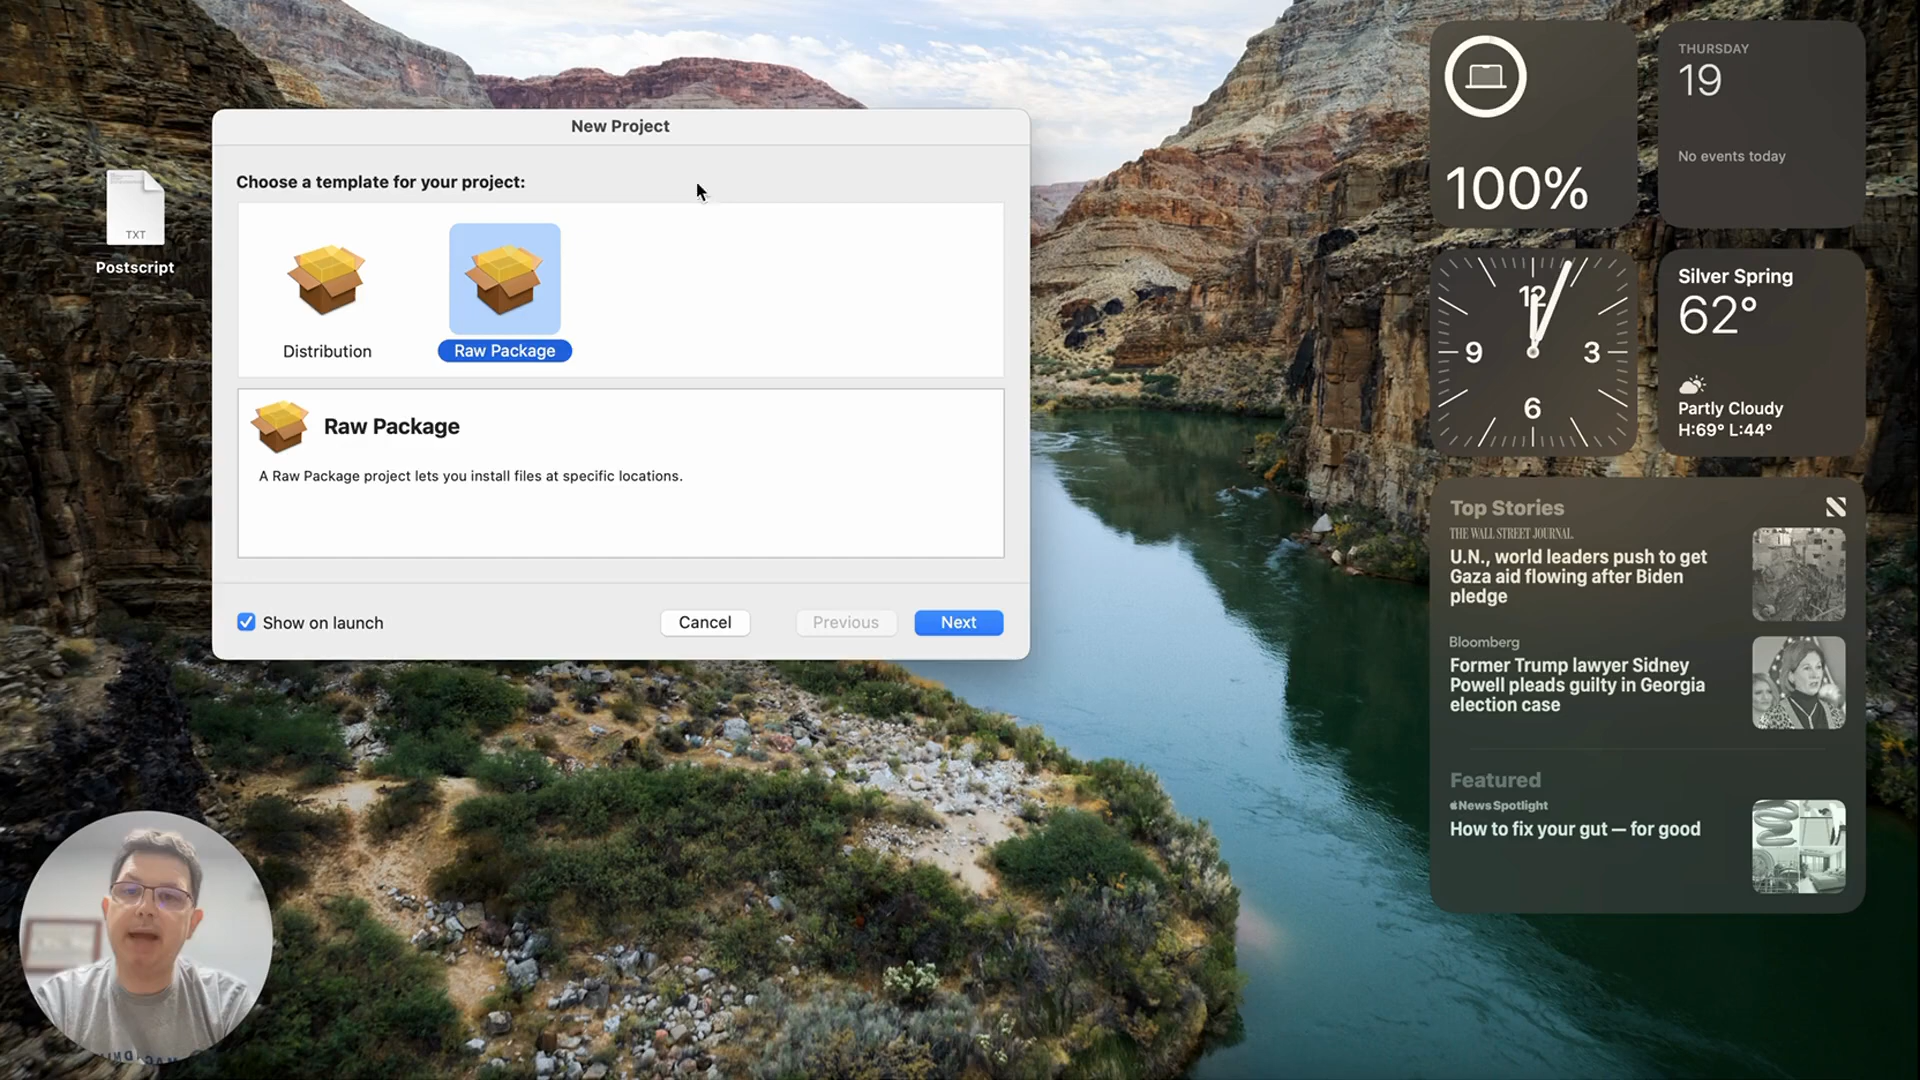 New Project
Choose a template for your project:
TXT
Postscript
Distribution
Raw Package
Raw Package
A Raw Package project lets you install files at specific locations.
Show on launch
Cancel
Previous
Next
100%
THURSDAY
19
No events today
12
9
3
6
Silver Spring
62°
Partly Cloudy
H:69° L:44°
Top Stories
THE WALL STREET JOURNAL.
U.N., world leaders push to get
Gaza aid flowing after Biden
pledge
Bloomberg
Former Trump lawyer Sidney
Powell pleads guilty in Georgia
election case
Featured
News Spotlight
How to fix your gut — for good